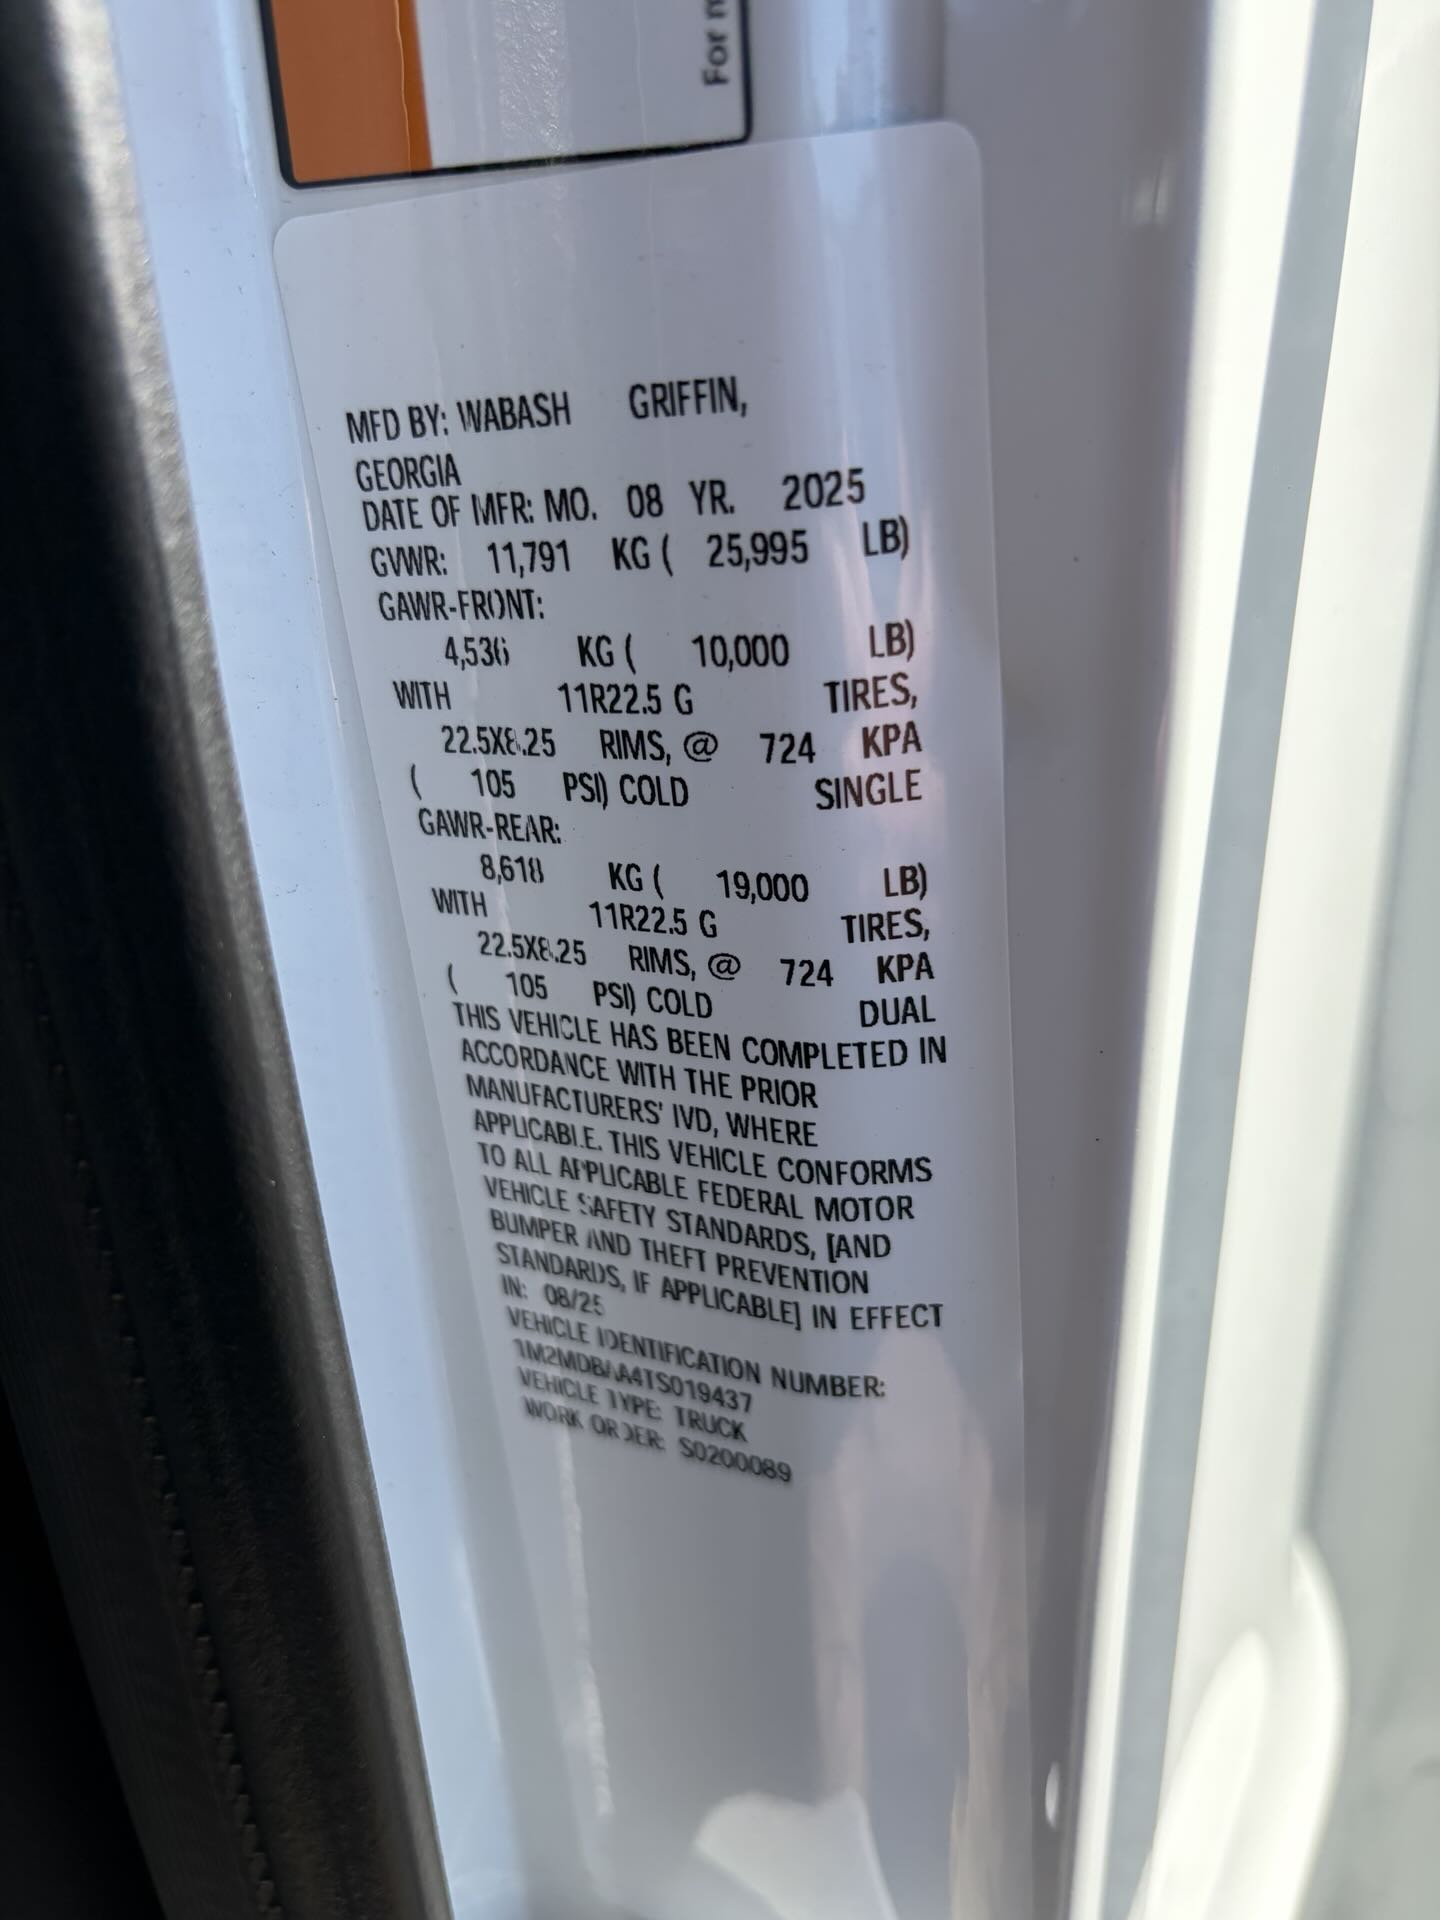 For
MFD BY: WABASH GRIFFIN,
GEORGIA
DATE OF MFR: MO. 08 YR. 2025
GVWR: 11,791 KG ( 25,995 LB)
GAWR-FRONT:
4,536 KG ( 10,000 LB)
WITH 11R22.5 G TIRES,
22.5X8.25 RIMS, @ 724 KPA
( 105 PSI) COLD SINGLE
GAWR-REAR:
8,618 KG ( 19,000 LB)
WITH 11R22.5 G TIRES,
22.5X8.25 RIMS, @ 724 KPA
( 105 PSI) COLD DUAL
THIS VEHICLE HAS BEEN COMPLETED IN
ACCORDANCE WITH THE PRIOR
MANUFACTURERS' IVD, WHERE
APPLICABLE. THIS VEHICLE CONFORMS
TO ALL APPLICABLE FEDERAL MOTOR
VEHICLE SAFETY STANDARDS, [AND
BUMPER AND THEFT PREVENTION
STANDARDS, IF APPLICABLE] IN EFFECT
IN: 08/25
VEHICLE IDENTIFICATION NUMBER:
1M2MDBAA4TS019437
VEHICLE TYPE: TRUCK
WORK ORDER: S0200089